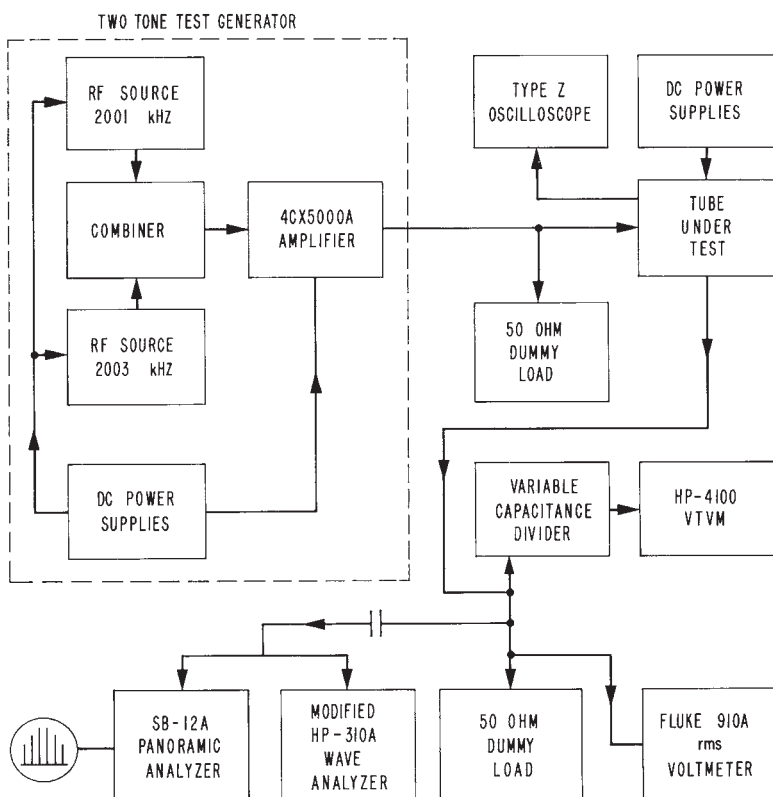 TWO TONE TEST GENERATOR
RF SOURCE
2001 kHz
TYPE Z
OSCILLOSCOPE
DC POWER
SUPPLIES
COMBINER
4CX5000A
AMPLIFIER
TUBE
UNDER
TEST
RF SOURCE
2003 kHz
50 OHM
DUMMY
LOAD
DC POWER
SUPPLIES
VARIABLE
CAPACITANCE
DIVIDER
HP-4100
VTVM
SB-12A
PANORAMIC
ANALYZER
MODIFIED
HP-310A
WAVE
ANALYZER
50 OHM
DUMMY
LOAD
FLUKE 910A
rms
VOLTMETER